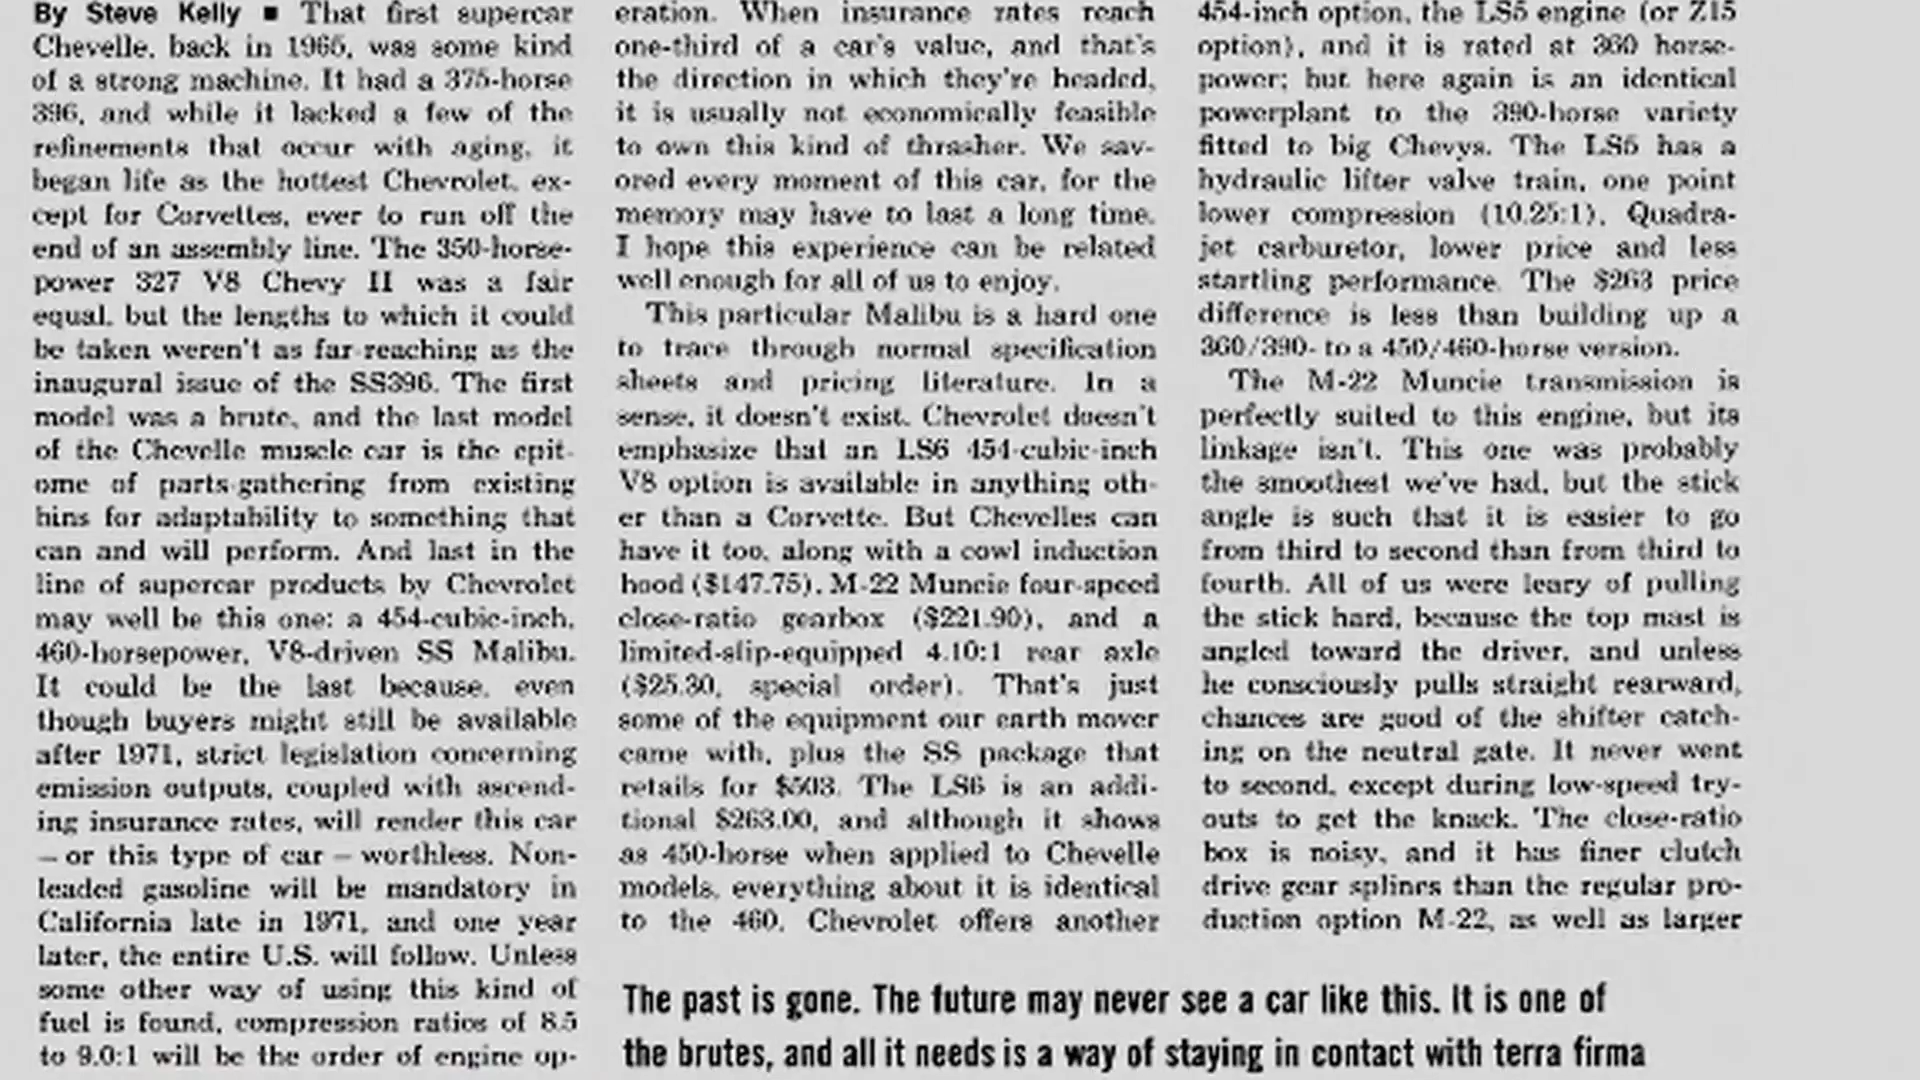 By Steve Kelly ■ That first supercar
Chevelle, back in 1965, was some kind
of a strong machine. It had a 375-horse
396, and while it lacked a few of the
refinements that occur with aging, it
began life as the hottest Chevrolet, ex-
cept for Corvettes, ever to run off the
end of an assembly line. The 350-horse-
power 327 V8 Chevy II was a fair
equal, but the lengths to which it could
be taken weren't as far-reaching as the
inaugural issue of the SS396. The first
model was a brute, and the last model
of the Chevelle muscle car is the epit-
ome of parts-gathering from existing
bins for adaptability to something that
can and will perform. And last in the
line of supercar products by Chevrolet
may well be this one: a 454-cubic-inch,
460-horsepower, V8-driven SS Malibu.
It could be the last because, even
though buyers might still be available
after 1971, strict legislation concerning
emission outputs, coupled with ascend-
ing insurance rates, will render this car
— or this type of car — worthless. Non-
leaded gasoline will be mandatory in
California late in 1971, and one year
later, the entire U.S. will follow. Unless
some other way of using this kind of
fuel is found, compression ratios of 8.5
to 9.0:1 will be the order of engine op-
eration. When insurance rates reach
one-third of a car's value, and that's
the direction in which they're headed,
it is usually not economically feasible
to own this kind of thrasher. We sav-
ored every moment of this car, for the
memory may have to last a long time.
I hope this experience can be related
well enough for all of us to enjoy.
This particular Malibu is a hard one
to trace through normal specification
sheets and pricing literature. In a
sense, it doesn't exist. Chevrolet doesn't
emphasize that an LS6 454-cubic-inch
V8 option is available in anything oth-
er than a Corvette. But Chevelles can
have it too, along with a cowl induction
hood ($147.75), M-22 Muncie four-speed
close-ratio gearbox ($221.90), and a
limited-slip-equipped 4.10:1 rear axle
($25.30, special order). That's just
some of the equipment our earth mover
came with, plus the SS package that
retails for $503. The LS6 is an addi-
tional $263.00, and although it shows
as 450-horse when applied to Chevelle
models, everything about it is identical
to the 460. Chevrolet offers another
454-inch option, the LS5 engine (or Z15
option), and it is rated at 360 horse-
power; but here again is an identical
powerplant to the 390-horse variety
fitted to big Chevys. The LS5 has a
hydraulic lifter valve train, one point
lower compression (10.25:1), Quadra-
jet carburetor, lower price and less
startling performance. The $263 price
difference is less than building up a
360/390- to a 450/460-horse version.
The M-22 Muncie transmission is
perfectly suited to this engine, but its
linkage isn't. This one was probably
the smoothest we've had, but the stick
angle is such that it is easier to go
from third to second than from third to
fourth. All of us were leary of pulling
the stick hard, because the top mast is
angled toward the driver, and unless
he consciously pulls straight rearward,
chances are good of the shifter catch-
ing on the neutral gate. It never went
to second, except during low-speed try-
outs to get the knack. The close-ratio
box is noisy, and it has finer clutch
drive gear splines than the regular pro-
duction option M-22, as well as larger
The past is gone. The future may never see a car like this. It is one of
the brutes, and all it needs is a way of staying in contact with terra firma